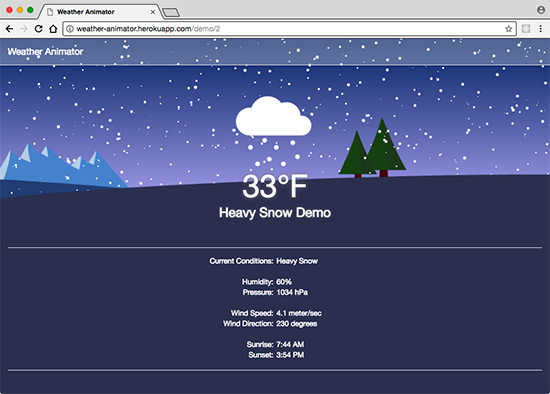 Weather Animator
weather-animator.herokuapp.com/demo/2
Weather Animator
33°F
Heavy Snow Demo
Current Conditions: Heavy Snow
Humidity: 60%
Pressure: 1034 hPa
Wind Speed: 4.1 meter/sec
Wind Direction: 230 degrees
Sunrise: 7:44 AM
Sunset: 3:54 PM